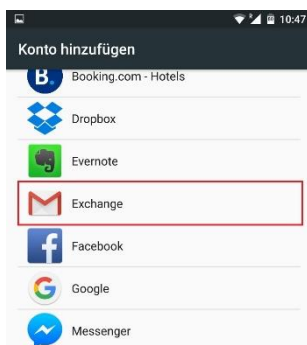 10:47
Konto hinzufügen
B. Booking.com - Hotels
Dropbox
Evernote
Exchange
Facebook
Google
Messenger